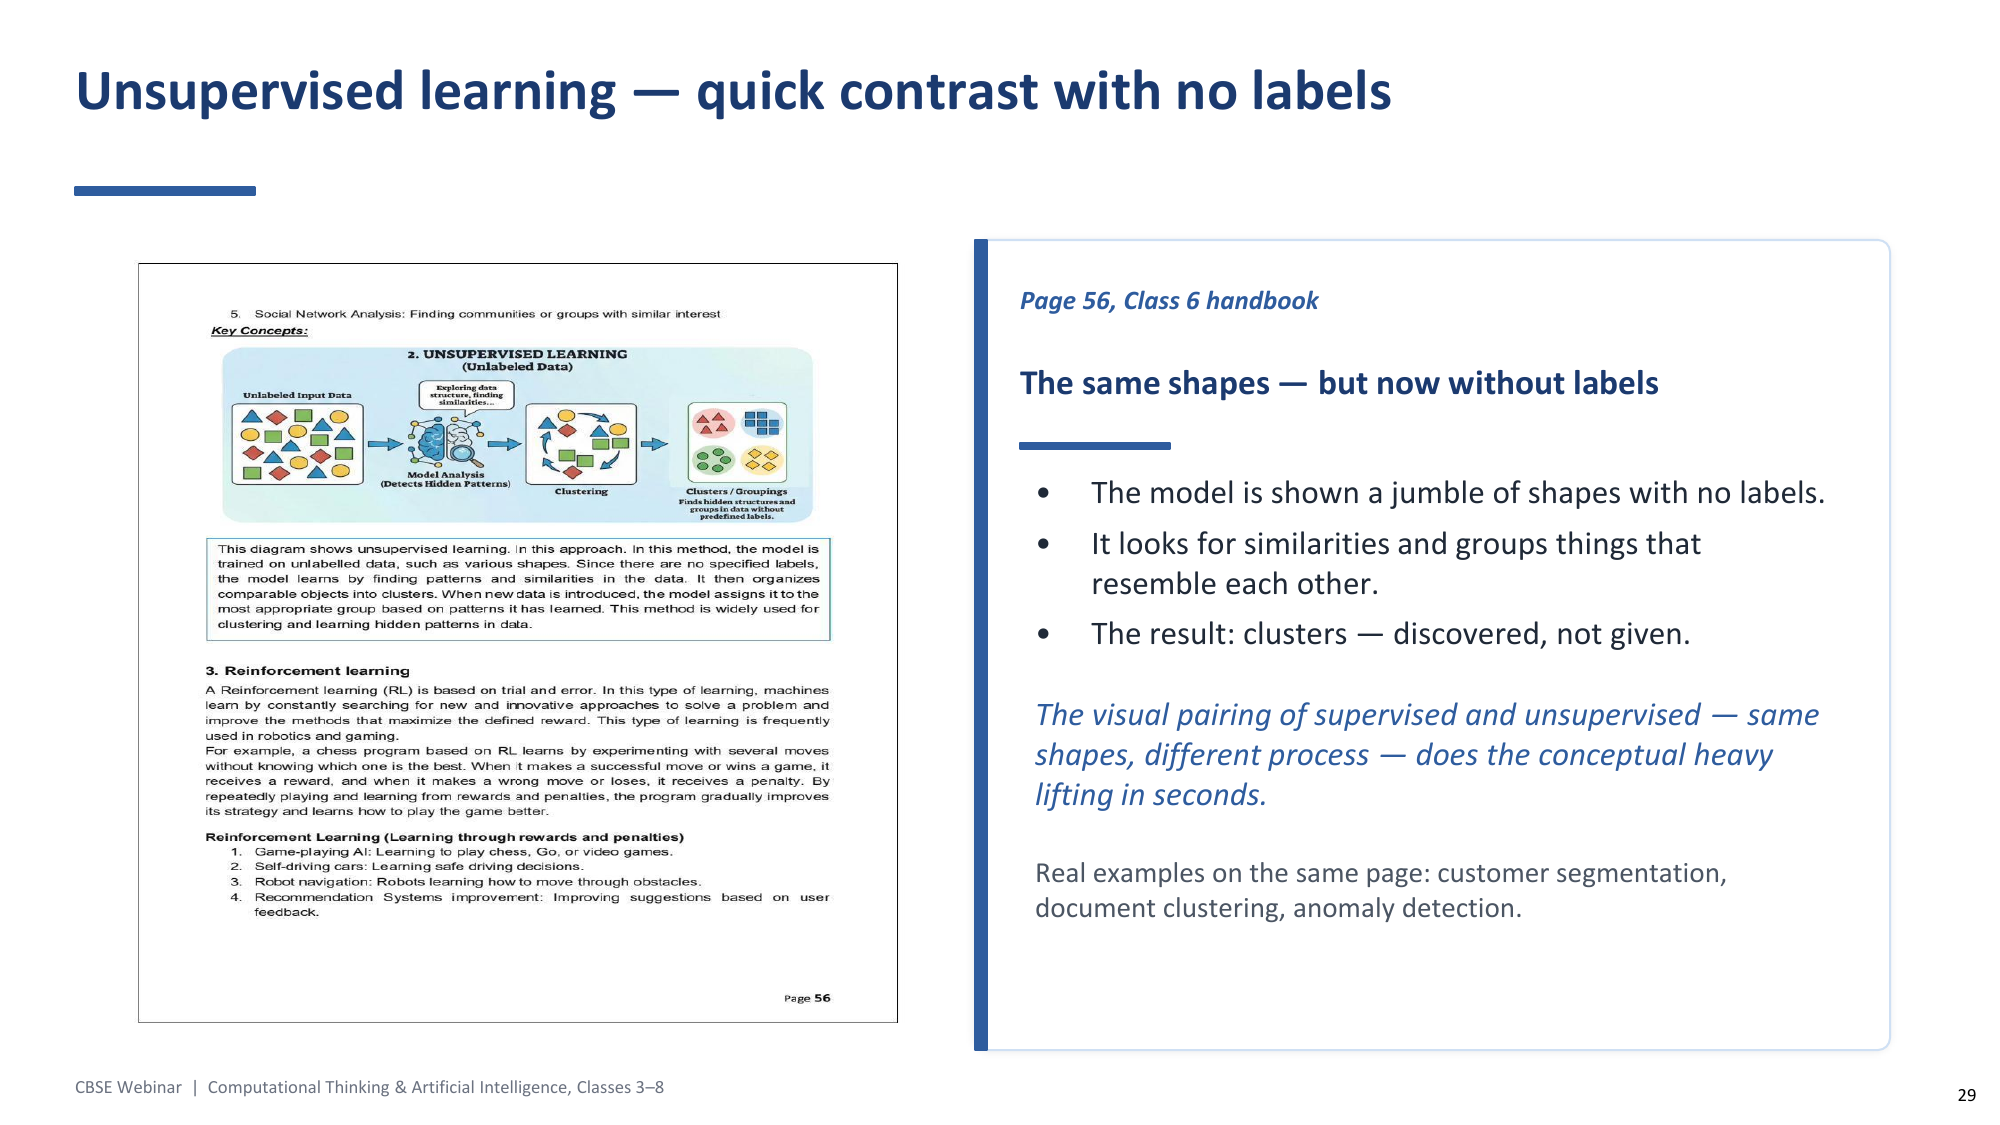 Unsupervised learning — quick contrast with no labels
5. Social Network Analysis: Finding communities or groups with similar interest
Key Concepts:
2. UNSUPERVISED LEARNING
(Unlabeled Data)
Unlabeled Input Data
Exploring data
structure, finding
similarities...
Model Analysis
(Detects Hidden Patterns)
Clustering
Clusters / Groupings
Finds hidden structures and
groups in data without
predefined labels.
This diagram shows unsupervised learning. In this approach. In this method, the model is
trained on unlabelled data, such as various shapes. Since there are no specified labels,
the model learns by finding patterns and similarities in the data. It then organizes
comparable objects into clusters. When new data is introduced, the model assigns it to the
most appropriate group based on patterns it has learned. This method is widely used for
clustering and learning hidden patterns in data.
3. Reinforcement learning
A Reinforcement learning (RL) is based on trial and error. In this type of learning, machines
learn by constantly searching for new and innovative approaches to solve a problem and
improve the methods that maximize the defined reward. This type of learning is frequently
used in robotics and gaming.
For example, a chess program based on RL learns by experimenting with several moves
without knowing which one is the best. When it makes a successful move or wins a game, it
receives a reward, and when it makes a wrong move or loses, it receives a penalty. By
repeatedly playing and learning from rewards and penalties, the program gradually improves
its strategy and learns how to play the game better.
Reinforcement Learning (Learning through rewards and penalties)
1. Game-playing AI: Learning to play chess, Go, or video games.
2. Self-driving cars: Learning safe driving decisions.
3. Robot navigation: Robots learning how to move through obstacles.
4. Recommendation Systems improvement: Improving suggestions based on user
feedback.
Page 56
Page 56, Class 6 handbook
The same shapes — but now without labels
• The model is shown a jumble of shapes with no labels.
• It looks for similarities and groups things that
resemble each other.
• The result: clusters — discovered, not given.
The visual pairing of supervised and unsupervised — same
shapes, different process — does the conceptual heavy
lifting in seconds.
Real examples on the same page: customer segmentation,
document clustering, anomaly detection.
CBSE Webinar | Computational Thinking & Artificial Intelligence, Classes 3–8
29